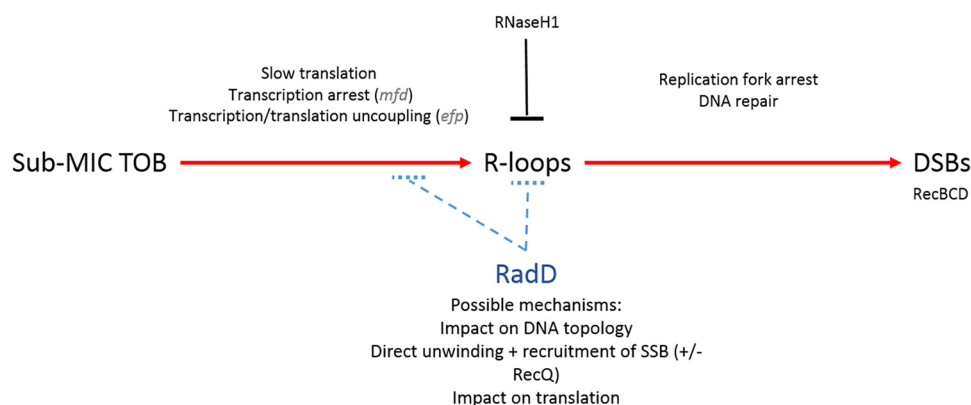 RNaseH1
Slow translation
Transcription arrest (mfd)
Transcription/translation uncoupling (efp)
Replication fork arrest
DNA repair
Sub-MIC TOB
R-loops
DSBs
RecBCD
RadD
Possible mechanisms:
Impact on DNA topology
Direct unwinding + recruitment of SSB (+/-
RecQ)
Impact on translation